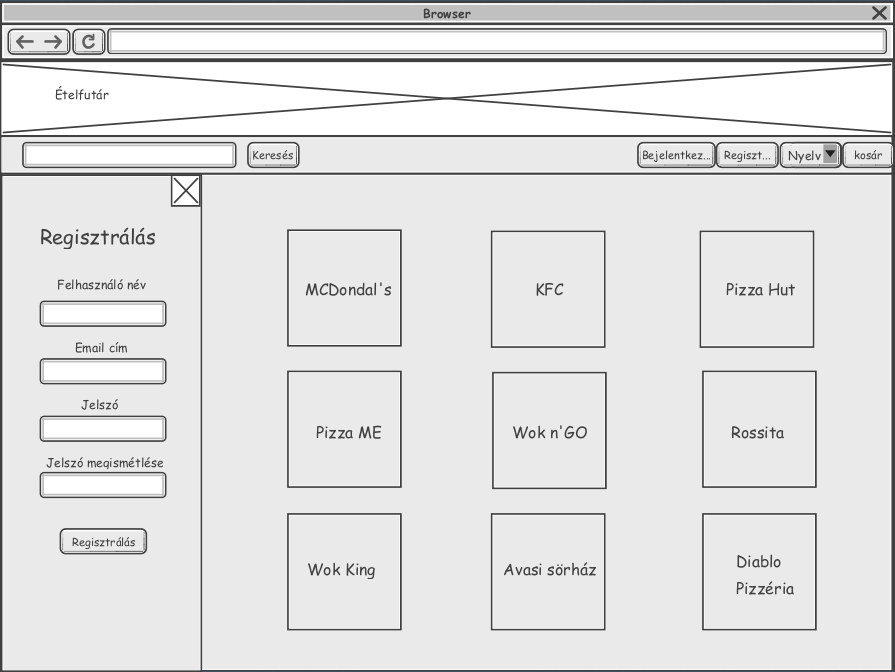 Browser
Ételfutár
Keresés
Bejelentkez...
Regiszt...
Nyelv
kosár
Regisztrálás
Felhasználó név
Email cím
Jelszó
Jelszó megismétlése
Regisztrálás
MCDondal's
KFC
Pizza Hut
Pizza ME
Wok n'GO
Rossita
Wok King
Avasi sörház
Diablo
Pizzéria